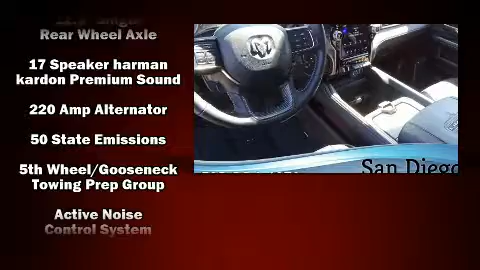 Rear Wheel Axle
17 Speaker harman
kardon Premium Sound
220 Amp Alternator
50 State Emissions
5th Wheel/Gooseneck
Towing Prep Group
Active Noise
Control System
San Diego